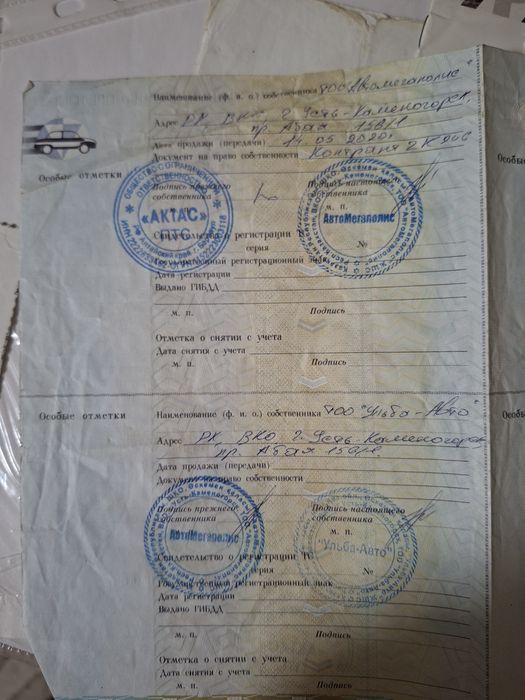 Наименование (ф. и. о.) собственника ТОО "Автомегаполис"
Адрес РК, ВКО, г. Усть-Каменогорск,
пр. Абая 158/1
Дата продажи (передачи) 14.05.2020г
Документ на право собственности Контракт
Особые отметки
Подпись прежнего собственника
Подпись настоящего собственника
м. п.
«АКТАС»
АвтоМегаполис
Свидетельство о регистрации
серия №
Государственный регистрационный знак
Дата регистрации
Выдано ГИБДД
м. п. Подпись
Отметка о снятии с учета
Дата снятия с учета
м. п. Подпись
Особые отметки
Наименование (ф. и. о.) собственника ТОО "Ульба-Авто"
Адрес РК, ВКО, г. Усть-Каменогорск
пр. Абая 158/1
Дата продажи (передачи)
Документ на право собственности
Подпись прежнего собственника
Подпись настоящего собственника
м. п.
АвтоМегаполис
"Ульба-Авто"
Свидетельство о регистрации ТС
серия №
Государственный регистрационный знак
Дата регистрации
Выдано ГИБДД
м. п. Подпись
Отметка о снятии с учета
Дата снятия с учета
м. п. Подпись